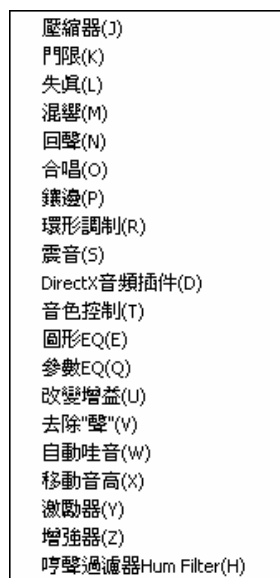 壓縮器(J)
門限(K)
失眞(L)
混響(M)
回聲(N)
合唱(O)
鑲邊(P)
環形調制(R)
震音(S)
DirectX音頻插件(D)
音色控制(T)
圖形EQ(E)
參數EQ(Q)
改變增益(U)
去除"聲"(V)
自動哇音(W)
移動音高(X)
激勵器(Y)
增強器(Z)
哼聲過濾器Hum Filter(H)